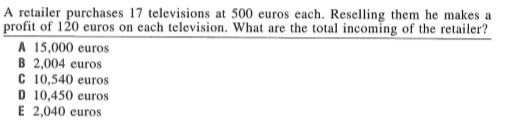 A retailer purchases 17 televisions at 500 euros each. Reselling them he makes a
profit of 120 euros on each television. What are the total incoming of the retailer?
A 15,000 euros
B 2,004 euros
C 10,540 euros
D 10,450 euros
E 2,040 euros